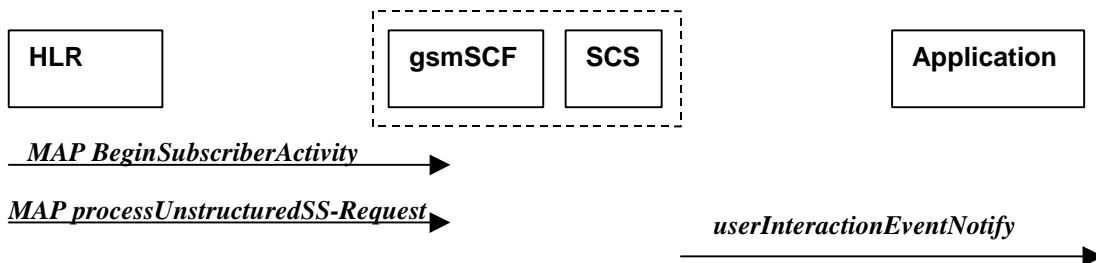 HLR gsmSCF SCS Application
MAP BeginSubscriberActivity
MAP processUnstructuredSS-Request
userInteractionEventNotify